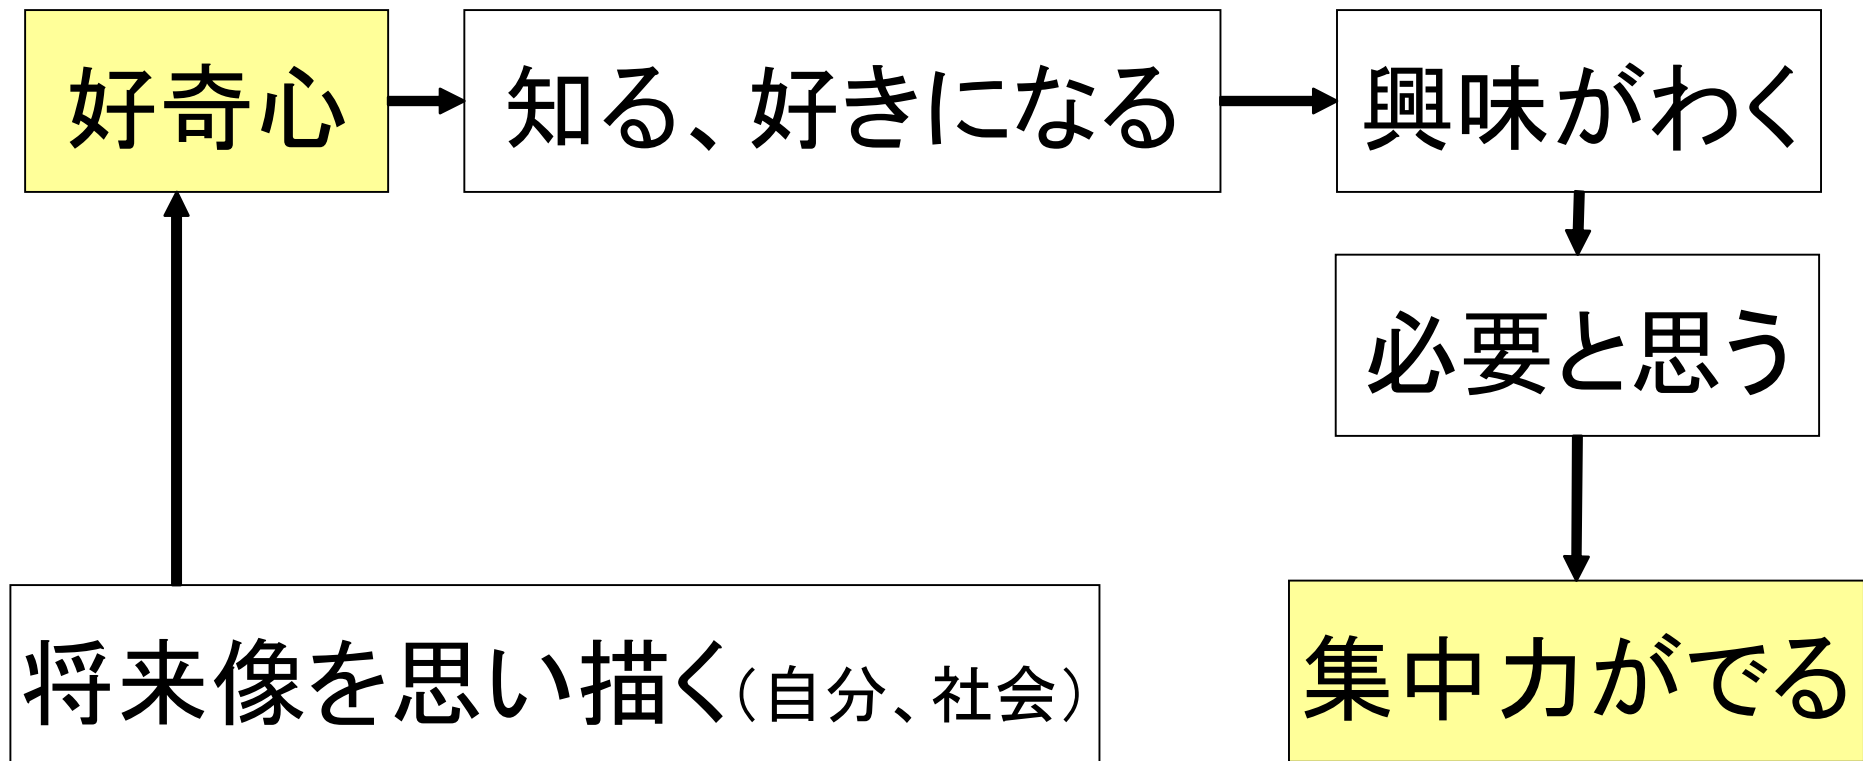 好奇心
知る、好きになる
興味がわく
必要と思う
将来像を思い描く（自分、社会）
集中力がでる